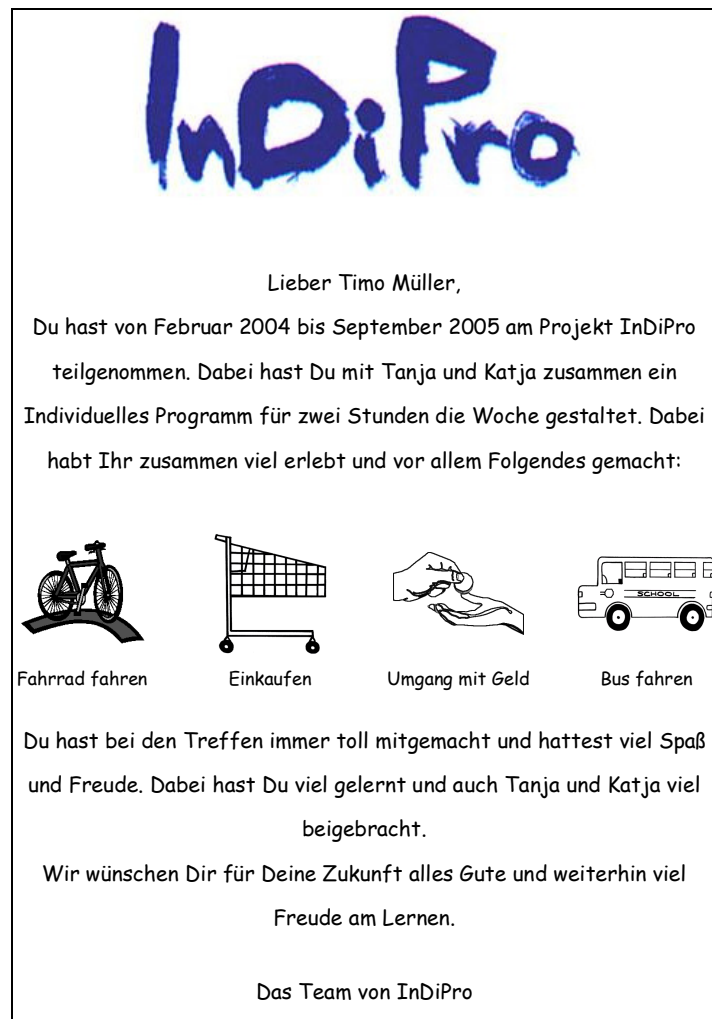 InDiPro
Lieber Timo Müller,
Du hast von Februar 2004 bis September 2005 am Projekt InDiPro
teilgenommen. Dabei hast Du mit Tanja und Katja zusammen ein
Individuelles Programm für zwei Stunden die Woche gestaltet. Dabei
habt Ihr zusammen viel erlebt und vor allem Folgendes gemacht:
SCHOOL
Fahrrad fahren Einkaufen Umgang mit Geld Bus fahren
Du hast bei den Treffen immer toll mitgemacht und hattest viel Spaß
und Freude. Dabei hast Du viel gelernt und auch Tanja und Katja viel
beigebracht.
Wir wünschen Dir für Deine Zukunft alles Gute und weiterhin viel
Freude am Lernen.
Das Team von InDiPro